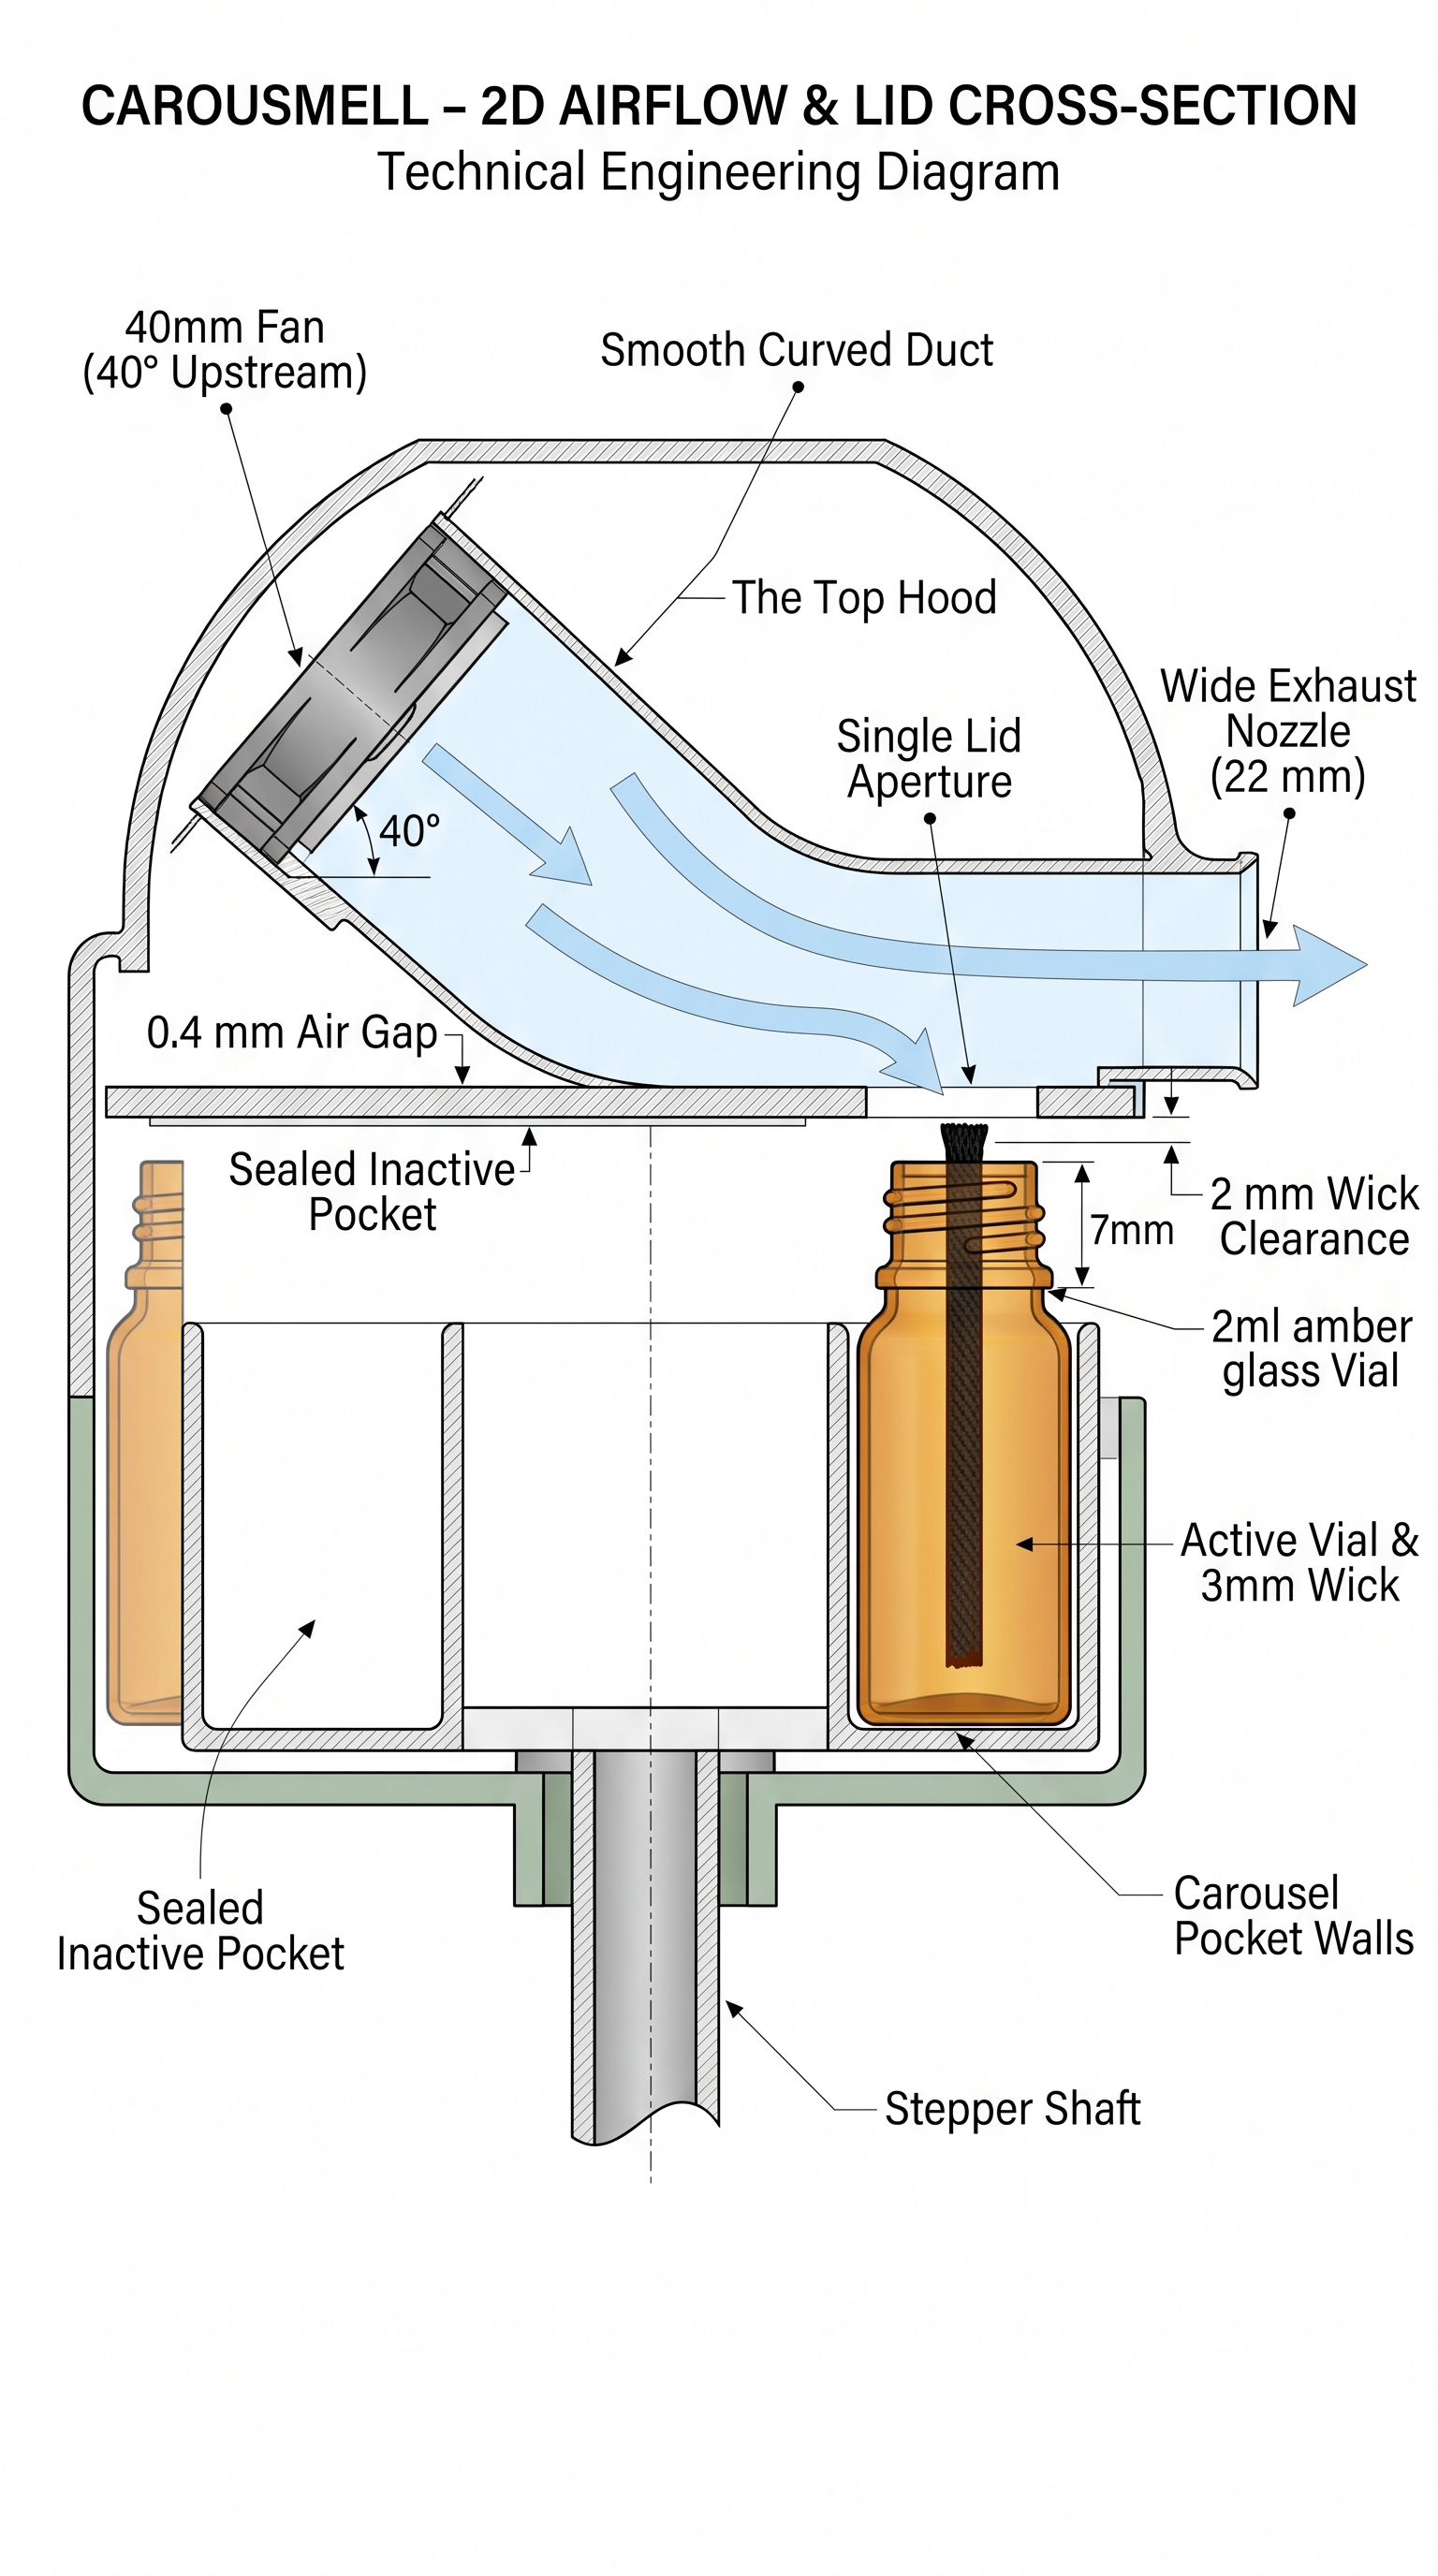 CAROUSMELL – 2D AIRFLOW & LID CROSS-SECTION
Technical Engineering Diagram
40mm Fan
(40° Upstream)
Smooth Curved Duct
The Top Hood
Wide Exhaust
Nozzle
(22 mm)
Single Lid
Aperture
40°
0.4 mm Air Gap
Sealed Inactive
Pocket
2 mm Wick
Clearance
7mm
2ml amber
glass Vial
Active Vial &
3mm Wick
Sealed
Inactive Pocket
Carousel
Pocket Walls
Stepper Shaft